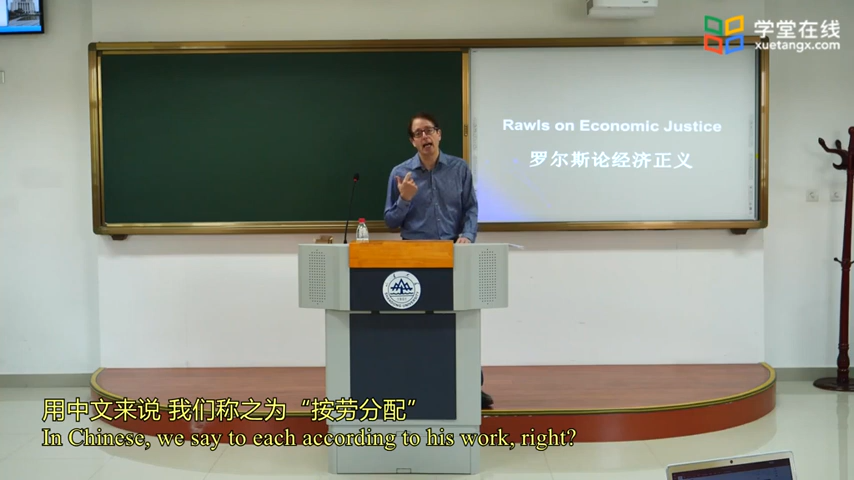 学堂在线
xuetangx.com
Rawls on Economic Justice
罗尔斯论经济正义
用中文来说 我们称之为“按劳分配”
In Chinese, we say to each according to his work, right?